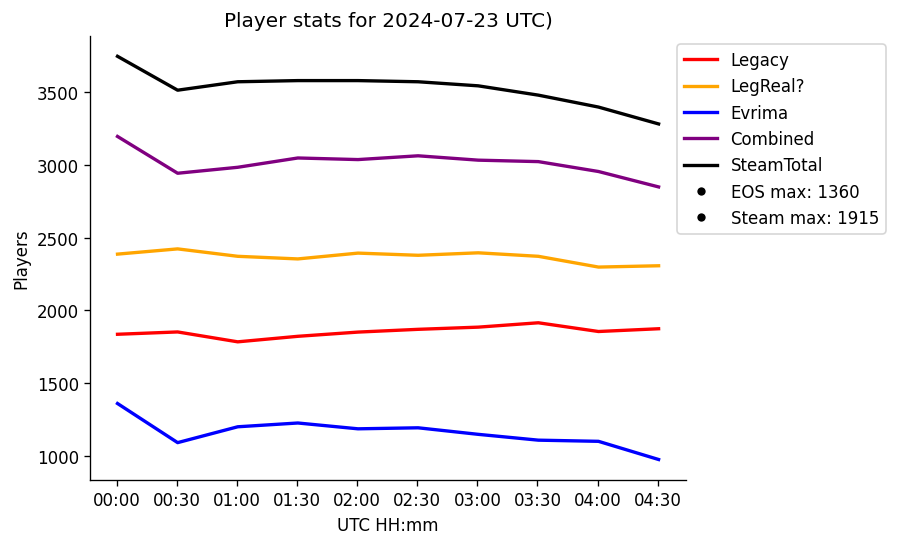 Player stats for 2024-07-23 UTC)
Legacy
LegReal?
Evrima
Combined
SteamTotal
EOS max: 1360
Steam max: 1915
Players
3500
3000
2500
2000
1500
1000
00:00 00:30 01:00 01:30 02:00 02:30 03:00 03:30 04:00 04:30
UTC HH:mm